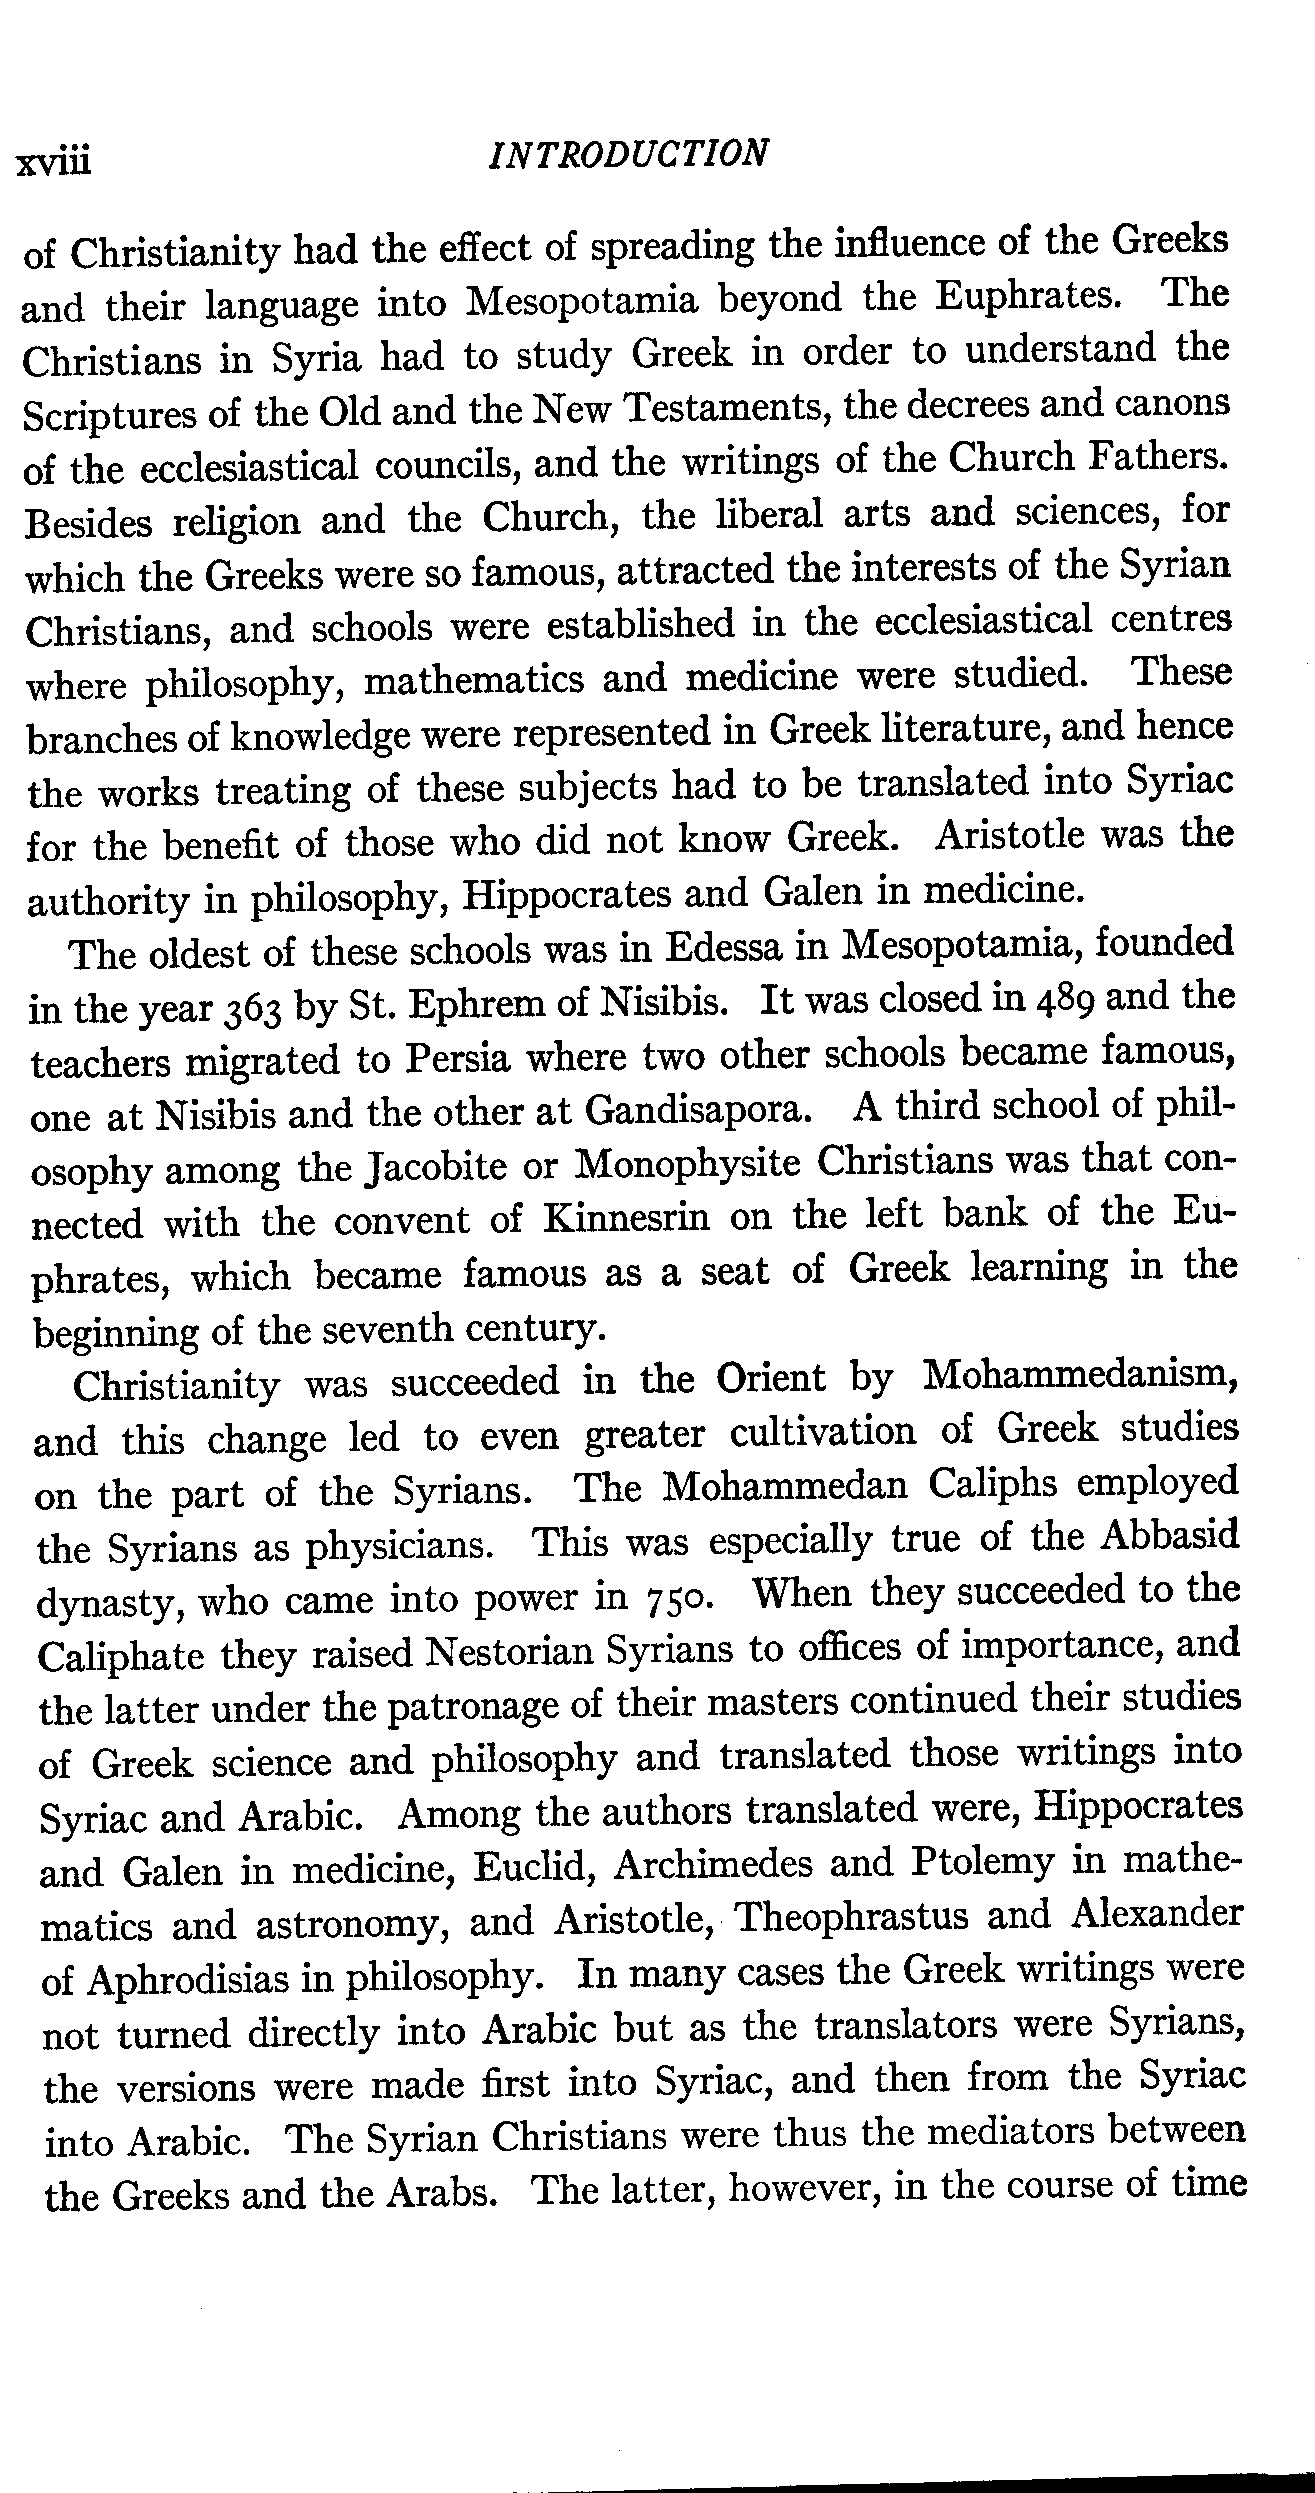 xviii INTRODUCTION
of Christianity had the effect of spreading the influence of the Greeks
and their language into Mesopotamia beyond the Euphrates. The
Christians in Syria had to study Greek in order to understand the
Scriptures of the Old and the New Testaments, the decrees and canons
of the ecclesiastical councils, and the writings of the Church Fathers.
Besides religion and the Church, the liberal arts and sciences, for
which the Greeks were so famous, attracted the interests of the Syrian
Christians, and schools were established in the ecclesiastical centres
where philosophy, mathematics and medicine were studied. These
branches of knowledge were represented in Greek literature, and hence
the works treating of these subjects had to be translated into Syriac
for the benefit of those who did not know Greek. Aristotle was the
authority in philosophy, Hippocrates and Galen in medicine.
The oldest of these schools was in Edessa in Mesopotamia, founded
in the year 363 by St. Ephrem of Nisibis. It was closed in 489 and the
teachers migrated to Persia where two other schools became famous,
one at Nisibis and the other at Gandisapora. A third school of phil-
osophy among the Jacobite or Monophysite Christians was that con-
nected with the convent of Kinnesrin on the left bank of the Eu-
phrates, which became famous as a seat of Greek learning in the
beginning of the seventh century.
Christianity was succeeded in the Orient by Mohammedanism,
and this change led to even greater cultivation of Greek studies
on the part of the Syrians. The Mohammedan Caliphs employed
the Syrians as physicians. This was especially true of the Abbasid
dynasty, who came into power in 750. When they succeeded to the
Caliphate they raised Nestorian Syrians to offices of importance, and
the latter under the patronage of their masters continued their studies
of Greek science and philosophy and translated those writings into
Syriac and Arabic. Among the authors translated were, Hippocrates
and Galen in medicine, Euclid, Archimedes and Ptolemy in mathe-
matics and astronomy, and Aristotle, Theophrastus and Alexander
of Aphrodisias in philosophy. In many cases the Greek writings were
not turned directly into Arabic but as the translators were Syrians,
the versions were made first into Syriac, and then from the Syriac
into Arabic. The Syrian Christians were thus the mediators between
the Greeks and the Arabs. The latter, however, in the course of time